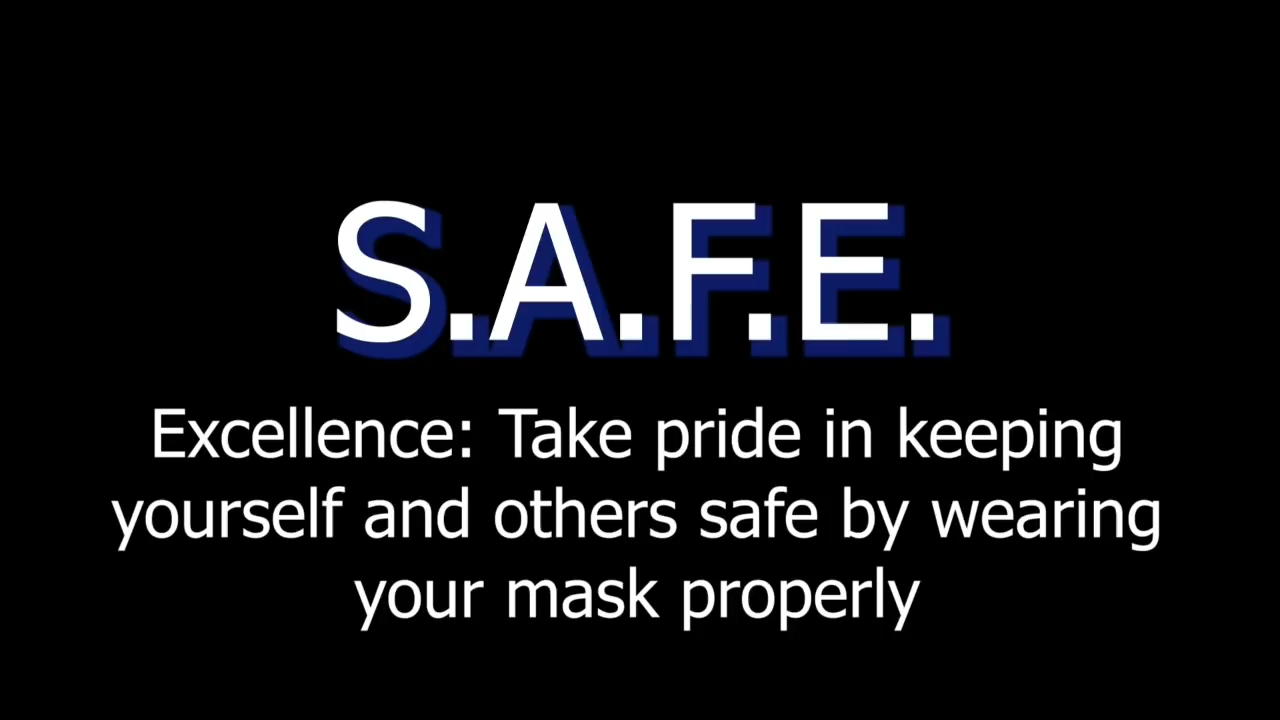 S.A.F.E.
Excellence: Take pride in keeping
yourself and others safe by wearing
your mask properly